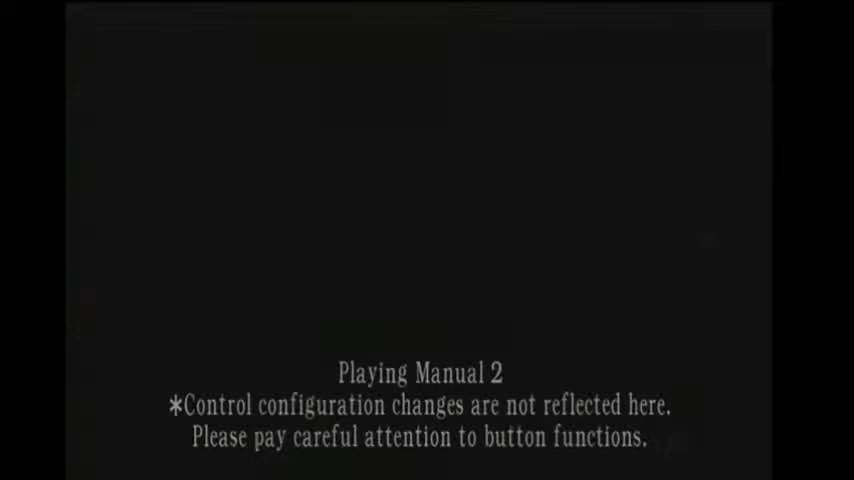 Playing Manual 2
*Control configuration changes are not reflected here.
Please pay careful attention to button functions.